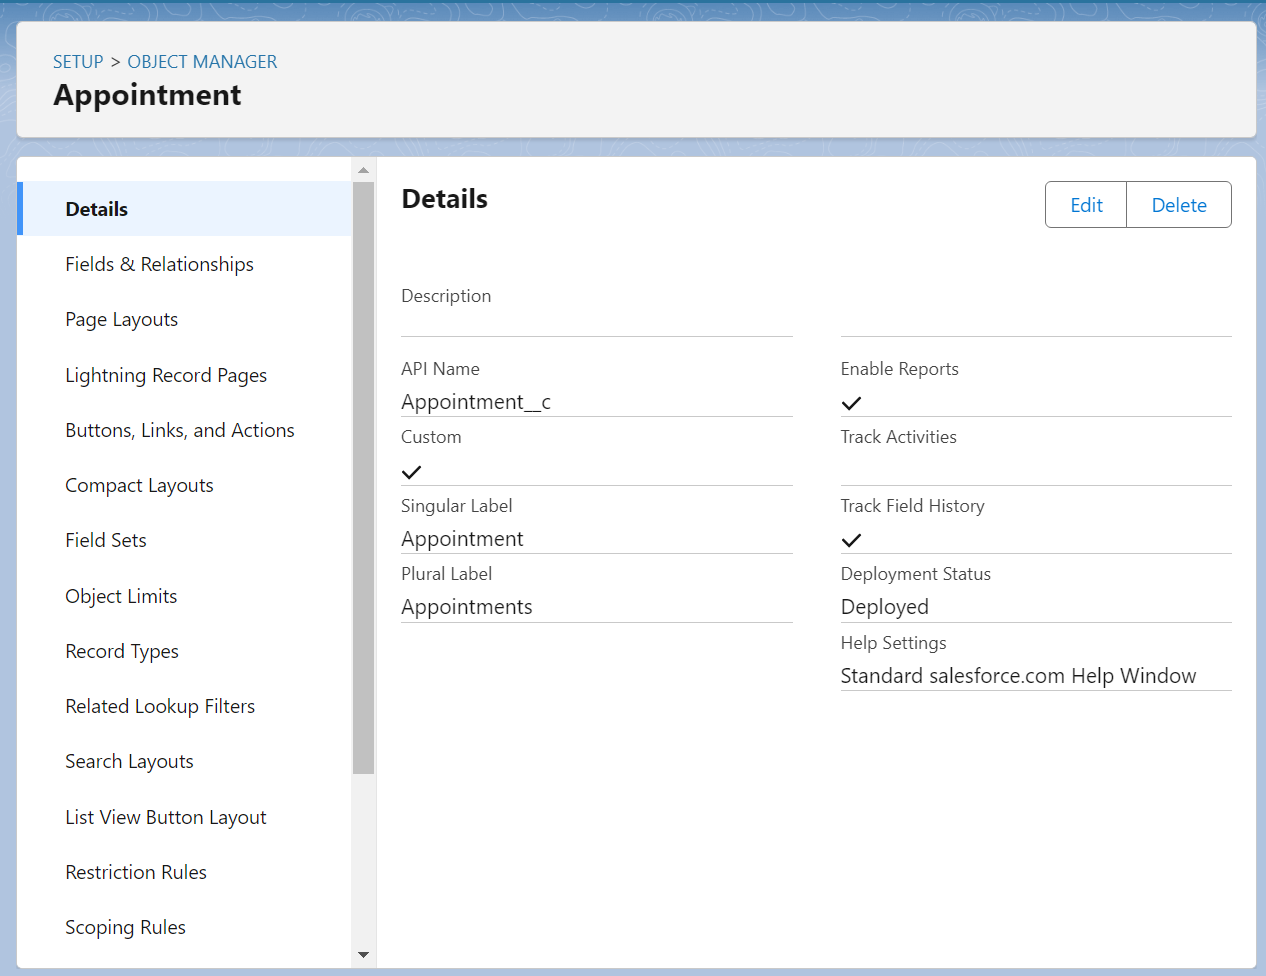 SETUP > OBJECT MANAGER
Appointment
Details
Fields & Relationships
Page Layouts
Lightning Record Pages
Buttons, Links, and Actions
Compact Layouts
Field Sets
Object Limits
Record Types
Related Lookup Filters
Search Layouts
List View Button Layout
Restriction Rules
Scoping Rules
Details
Edit
Delete
Description
API Name
Appointment__c
Custom
Singular Label
Appointment
Plural Label
Appointments
Enable Reports
Track Activities
Track Field History
Deployment Status
Deployed
Help Settings
Standard salesforce.com Help Window